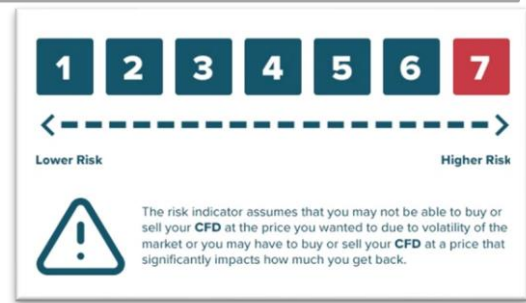 1 2 3 4 5 6 7
Lower Risk Higher Risk
The risk indicator assumes that you may not be able to buy or
sell your CFD at the price you wanted to due to volatility of the
market or you may have to buy or sell your CFD at a price that
significantly impacts how much you get back.